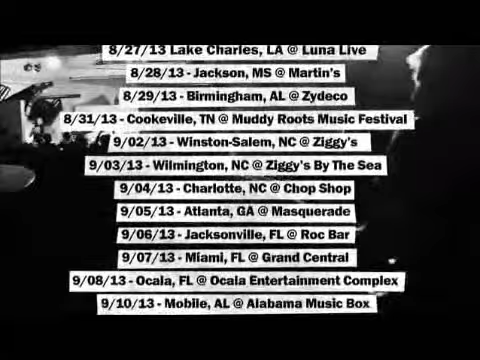 8/27/13 Lake Charles, LA @ Luna Live
8/28/13 - Jackson, MS @ Martin's
8/29/13 - Birmingham, AL @ Zydeco
8/31/13 - Cookeville, TN @ Muddy Roots Music Festival
9/02/13 - Winston-Salem, NC @ Ziggy's
9/03/13 - Wilmington, NC @ Ziggy's By The Sea
9/04/13 - Charlotte, NC @ Chop Shop
9/05/13 - Atlanta, GA @ Masquerade
9/06/13 - Jacksonville, FL @ Roc Bar
9/07/13 - Miami, FL @ Grand Central
9/08/13 - Ocala, FL @ Ocala Entertainment Complex
9/10/13 - Mobile, AL @ Alabama Music Box